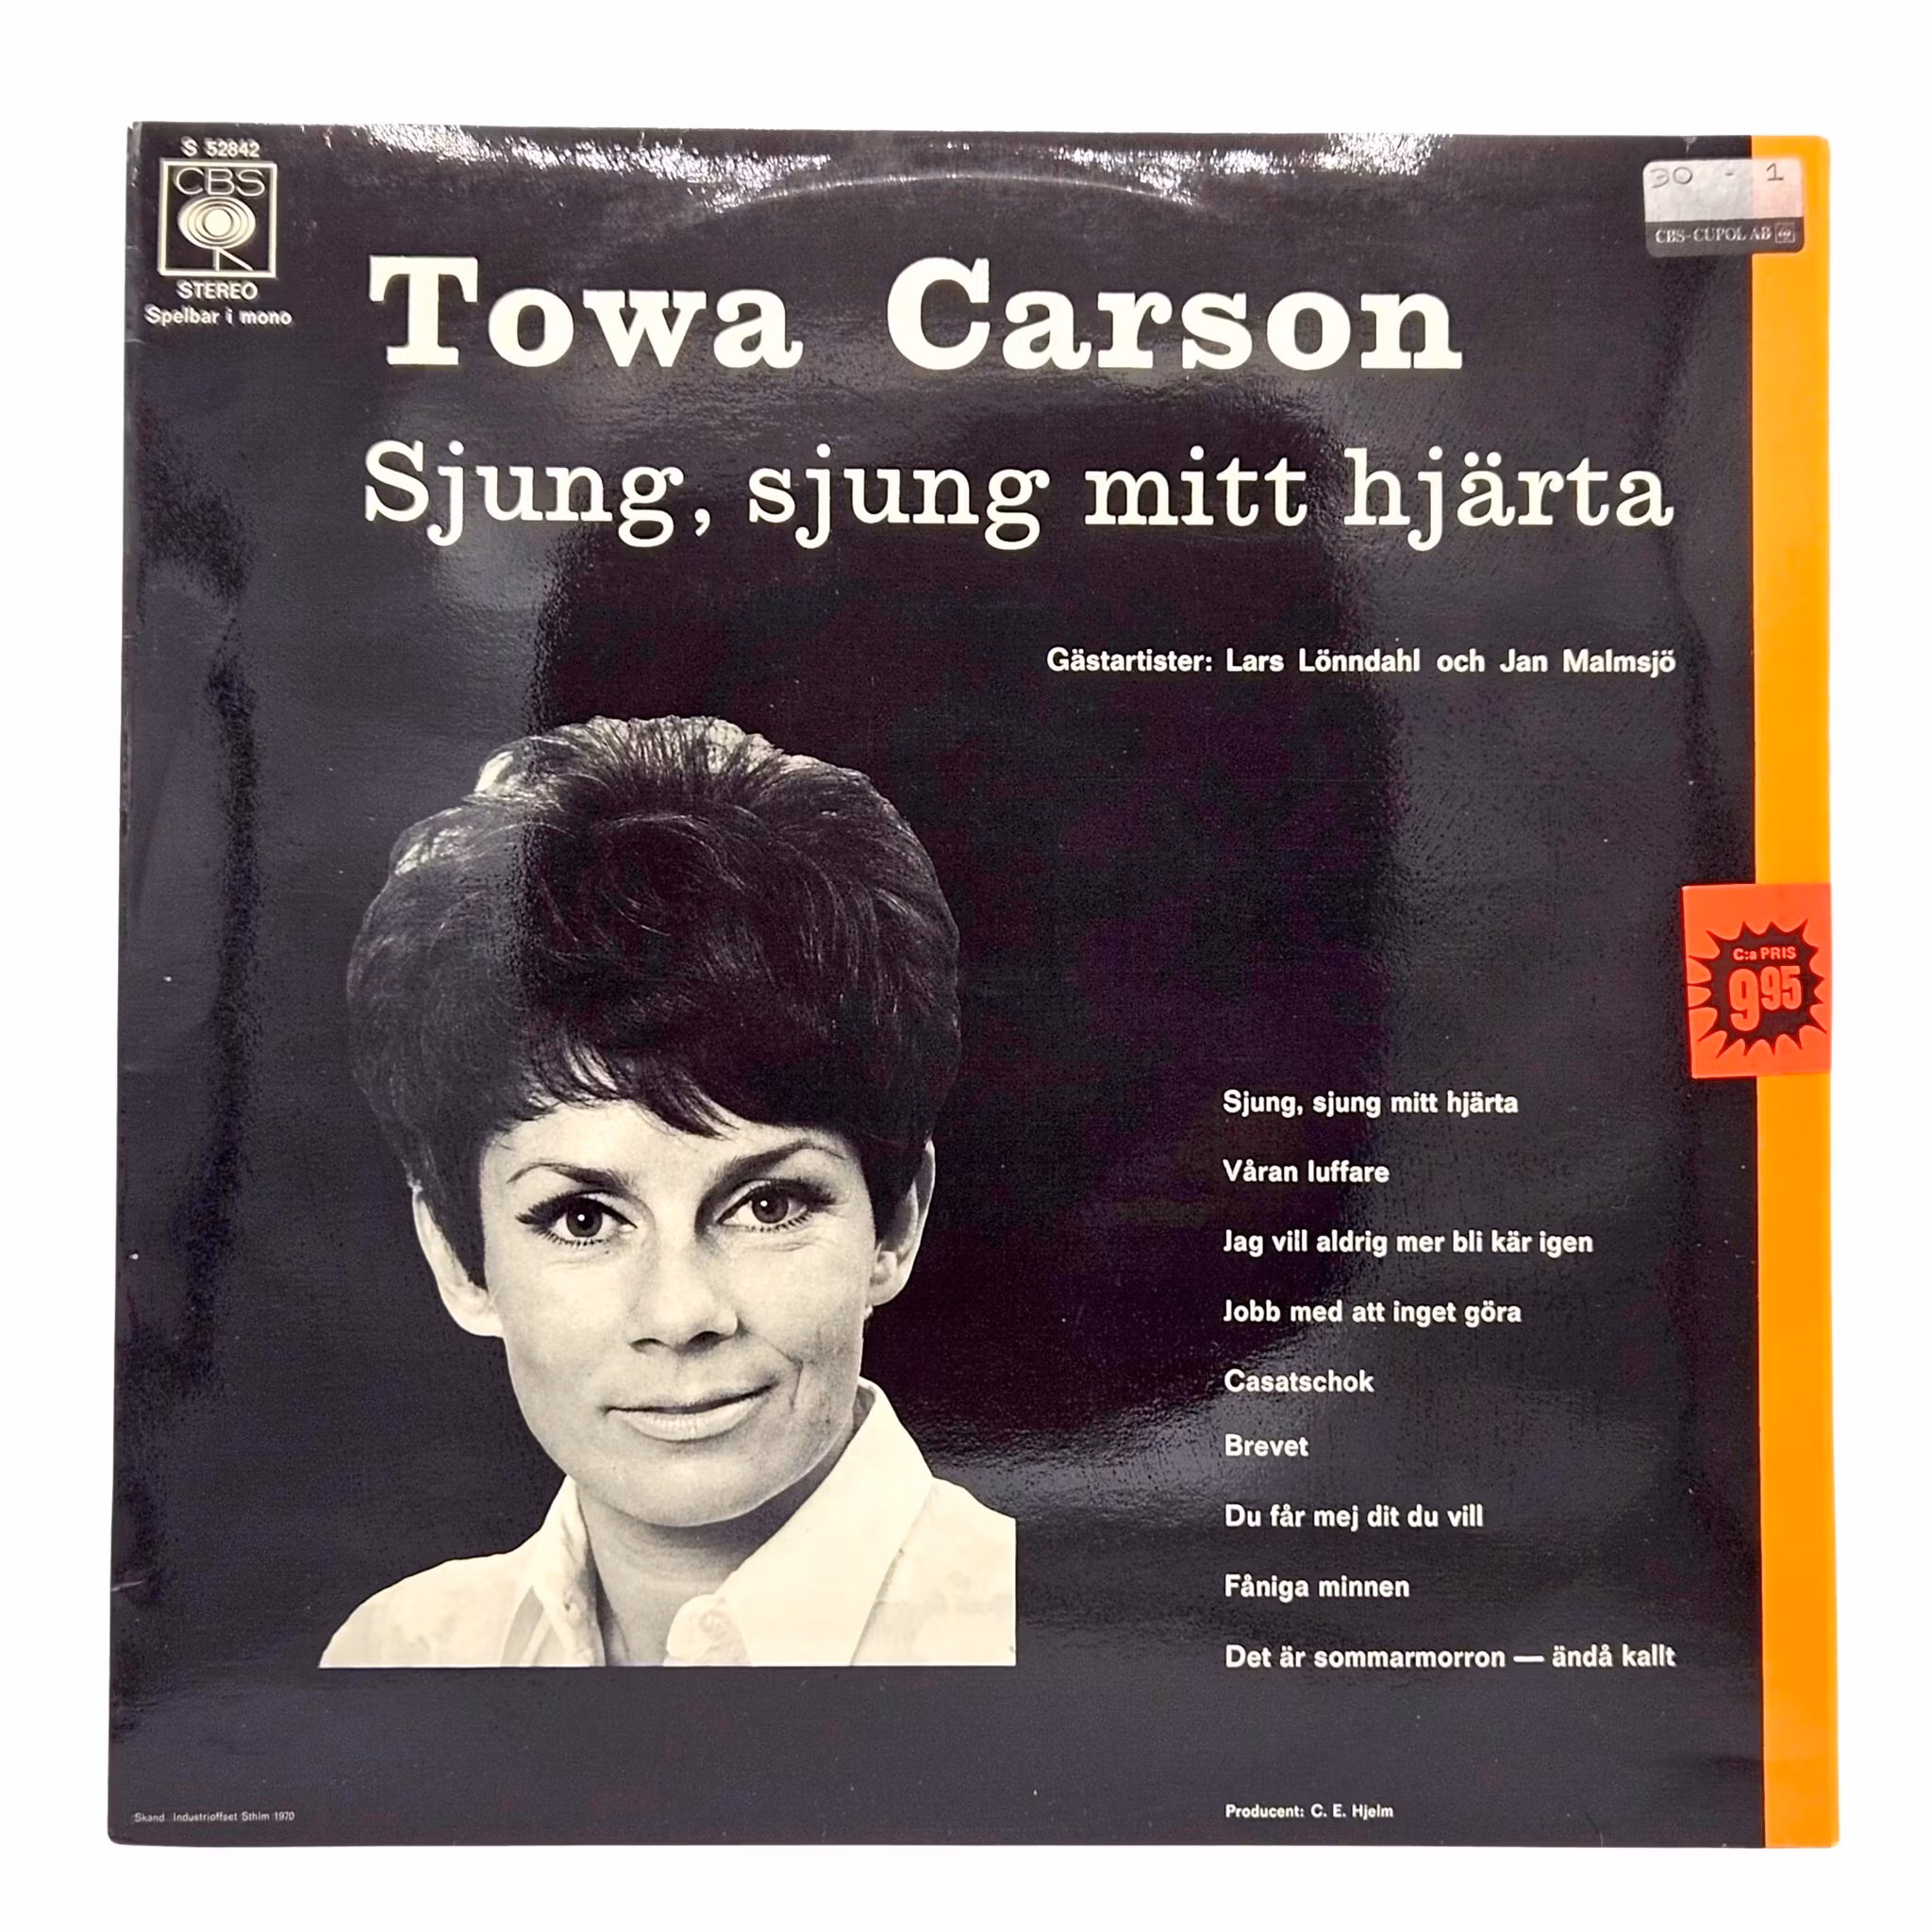 S 52842
CBS
STEREO
Spelbar i mono
30 - 1
CBS-CUPOL AB
Towa Carson
Sjung, sjung mitt hjärta
Gästartister: Lars Lönndahl och Jan Malmsjö
C:a PRIS
995
Sjung, sjung mitt hjärta
Våran luffare
Jag vill aldrig mer bli kär igen
Jobb med att inget göra
Casatschok
Brevet
Du får mej dit du vill
Fåniga minnen
Det är sommarmorron — ändå kallt
Skand. Industrioffset Sthlm 1970
Producent: C. E. Hjelm